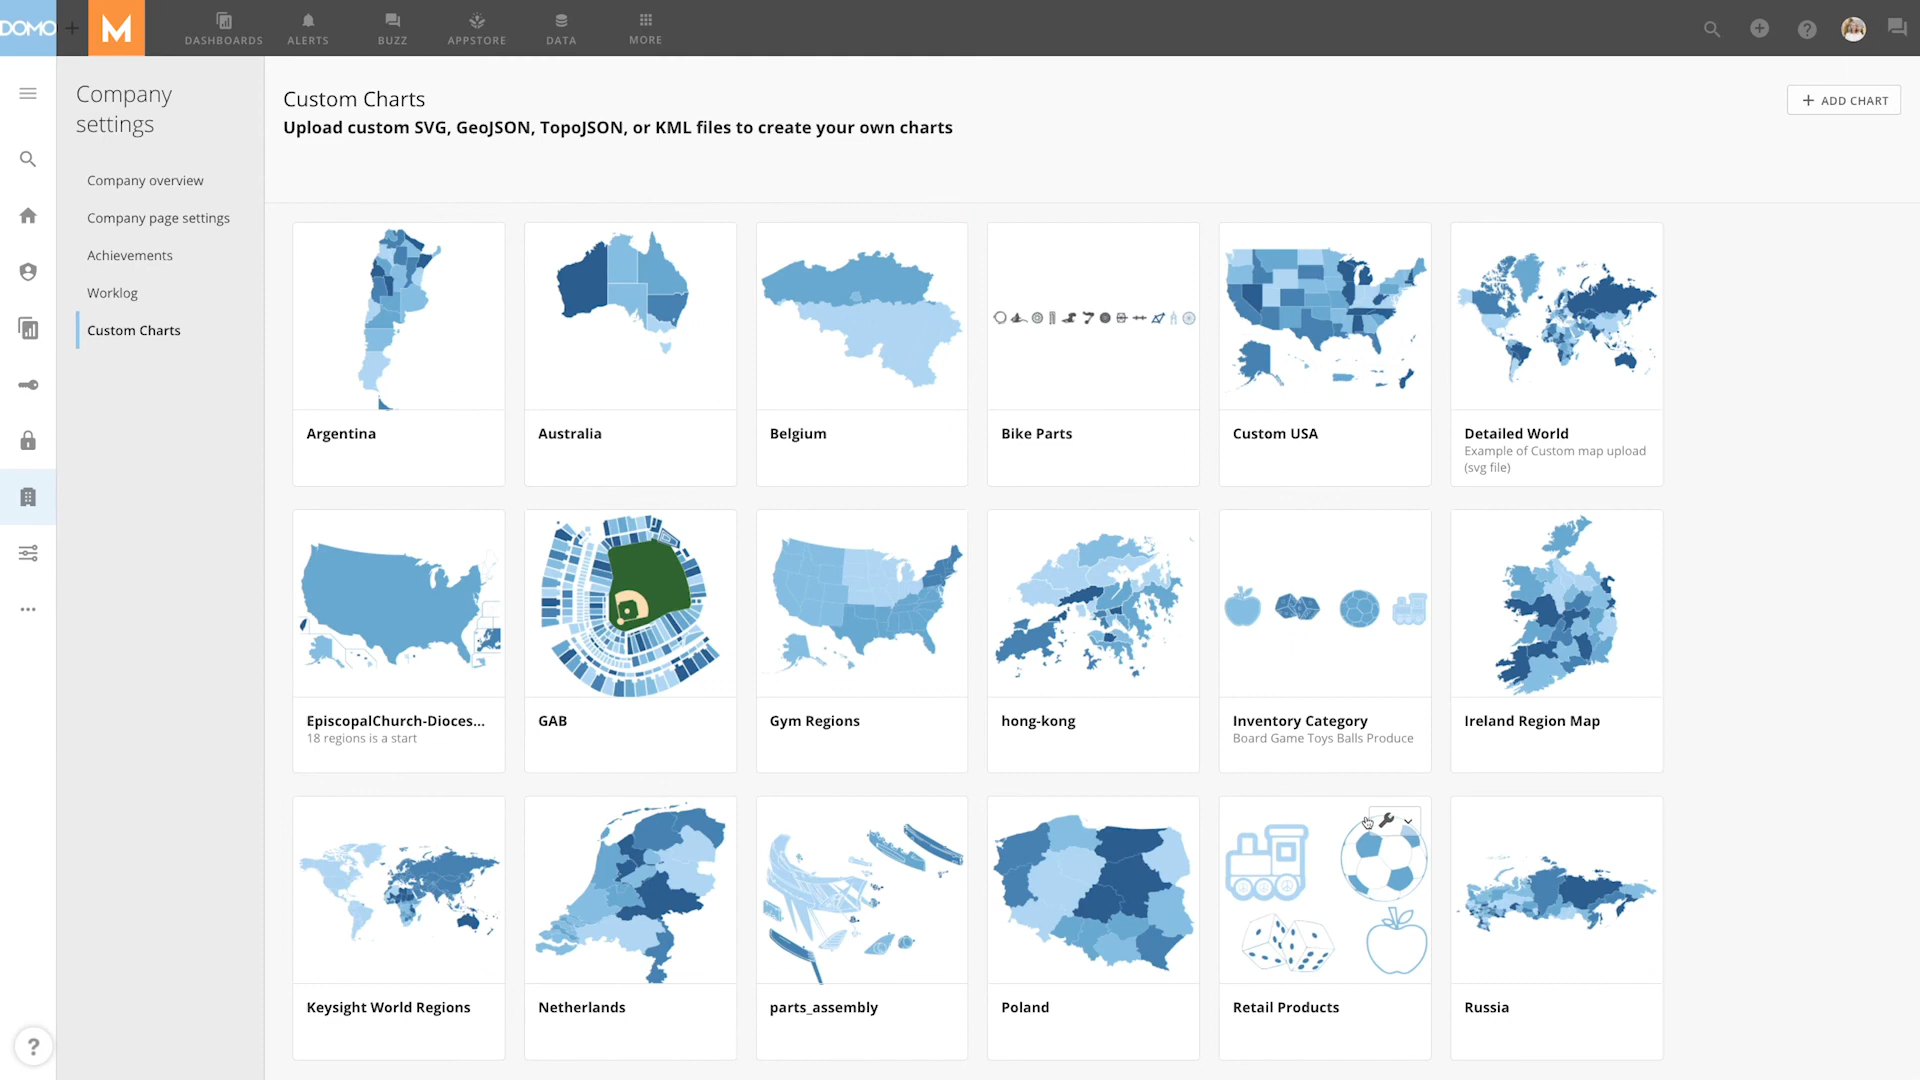 DOMO
M
DASHBOARDS
ALERTS
BUZZ
APPSTORE
DATA
MORE
Company
settings
Company overview
Company page settings
Achievements
Worklog
Custom Charts
Custom Charts
Upload custom SVG, GeoJSON, TopoJSON, or KML files to create your own charts
ADD CHART
Argentina
Australia
Belgium
Bike Parts
Custom USA
Detailed World
Example of Custom map upload
(svg file)
EpiscopalChurch-Dioces...
18 regions is a start
GAB
Gym Regions
hong-kong
Inventory Category
Board Game Toys Balls Produce
Ireland Region Map
Keysight World Regions
Netherlands
parts_assembly
Poland
Retail Products
Russia
?